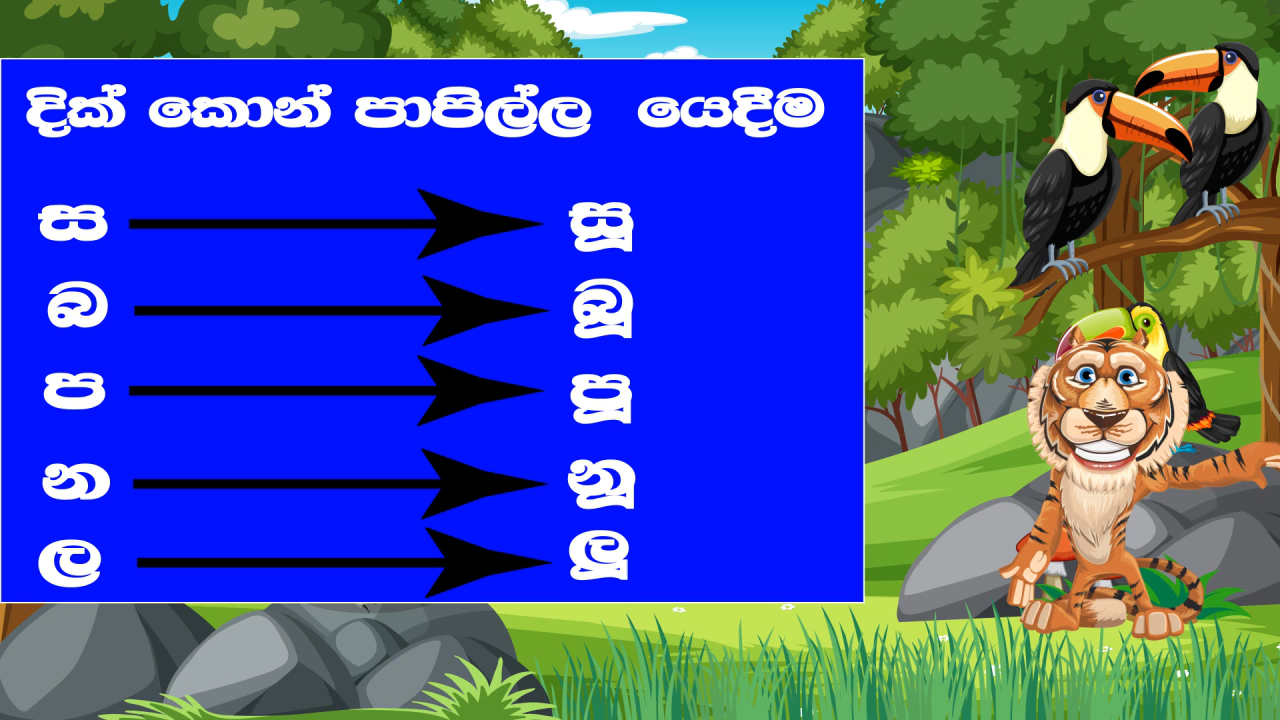 දික් කොන් පාපිල්ල යෙදීම
ස සූ
බ බූ
ප පූ
න නූ
ල ලූ